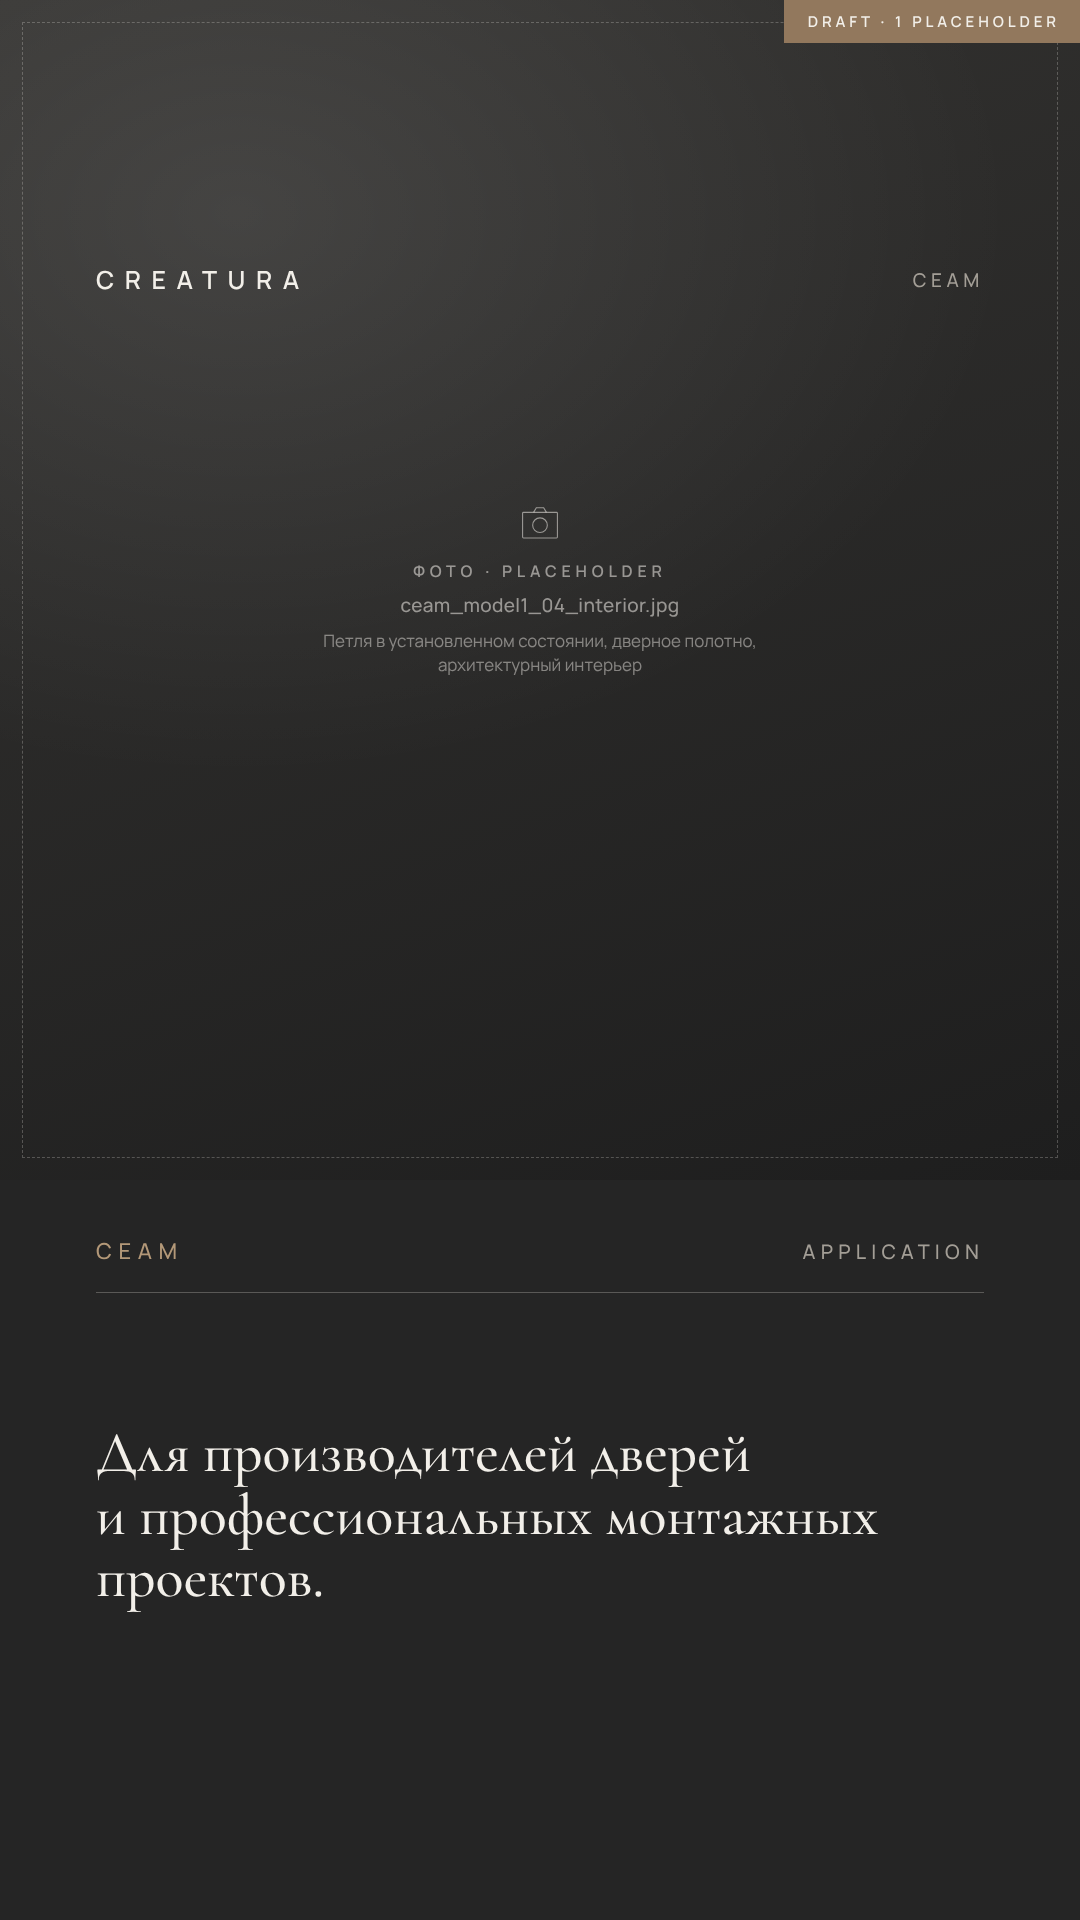 DRAFT · 1 PLACEHOLDER
CREATURA
CEAM
ФОТО · PLACEHOLDER
ceam_model1_04_interior.jpg
Петля в установленном состоянии, дверное полотно,
архитектурный интерьер
CEAM
APPLICATION
Для производителей дверей
и профессиональных монтажных
проектов.